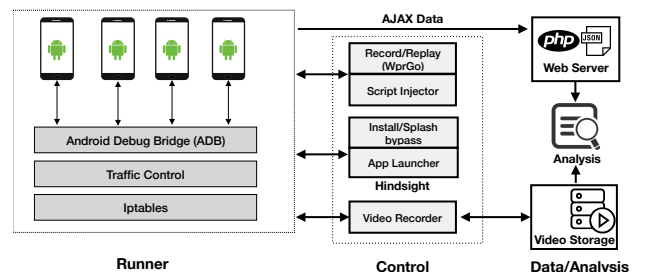 AJAX Data
Record/Replay
(WprGo)
Script Injector
php
JSON
Web Server
Android Debug Bridge (ADB)
Traffic Control
Iptables
Install/Splash
bypass
App Launcher
Hindsight
Video Recorder
Analysis
Video Storage
Runner
Control
Data/Analysis